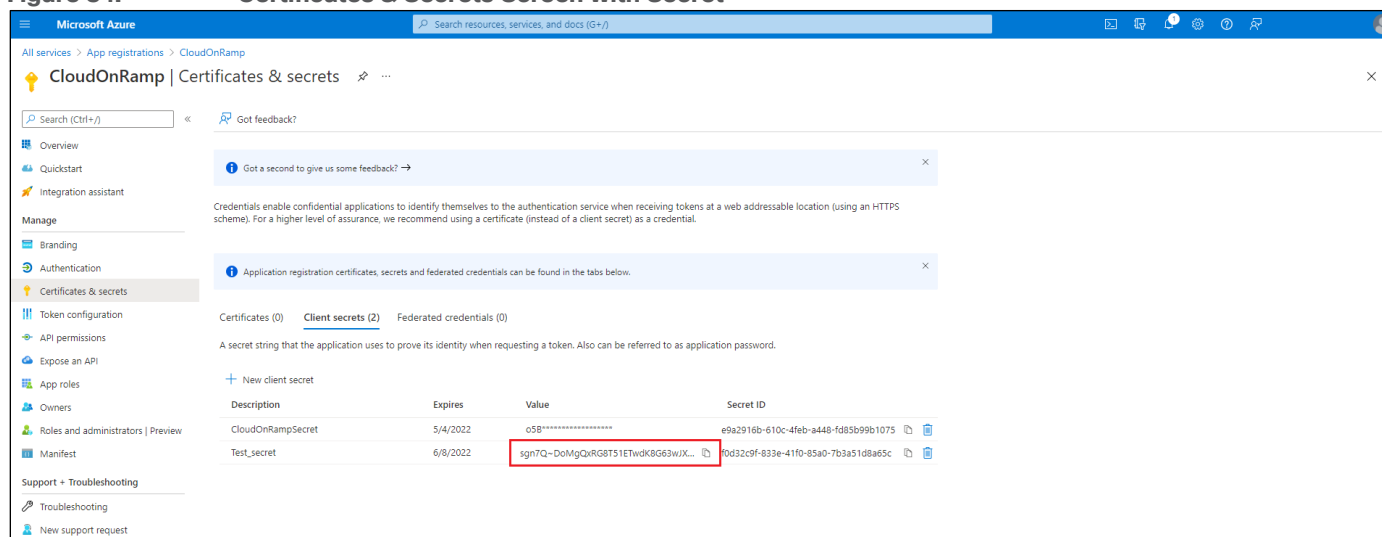 Certificates & Secrets Screen with Secret
Microsoft Azure
Search resources, services, and docs (G+/)
1
All services > App registrations > CloudOnRamp
CloudOnRamp | Certificates & secrets
Search (Ctrl+/)
Got feedback?
Overview
Quickstart
Integration assistant
Manage
Branding
Authentication
Certificates & secrets
Token configuration
API permissions
Expose an API
App roles
Owners
Roles and administrators | Preview
Manifest
Support + Troubleshooting
Troubleshooting
New support request
Got a second to give us some feedback?
Credentials enable confidential applications to identify themselves to the authentication service when receiving tokens at a web addressable location (using an HTTPS
scheme). For a higher level of assurance, we recommend using a certificate (instead of a client secret) as a credential.
Application registration certificates, secrets and federated credentials can be found in the tabs below.
Certificates (0) Client secrets (2) Federated credentials (0)
A secret string that the application uses to prove its identity when requesting a token. Also can be referred to as application password.
New client secret
Description Expires Value Secret ID
CloudOnRampSecret 5/4/2022 o5B****************** e9a2916b-610c-4feb-a448-fd85b99b1075
Test_secret 6/8/2022 sgn7Q~DoMgQxRG8T51ETwdK8G63wJX... f0d32c9f-833e-41f0-85a0-7b3a51d8a65c